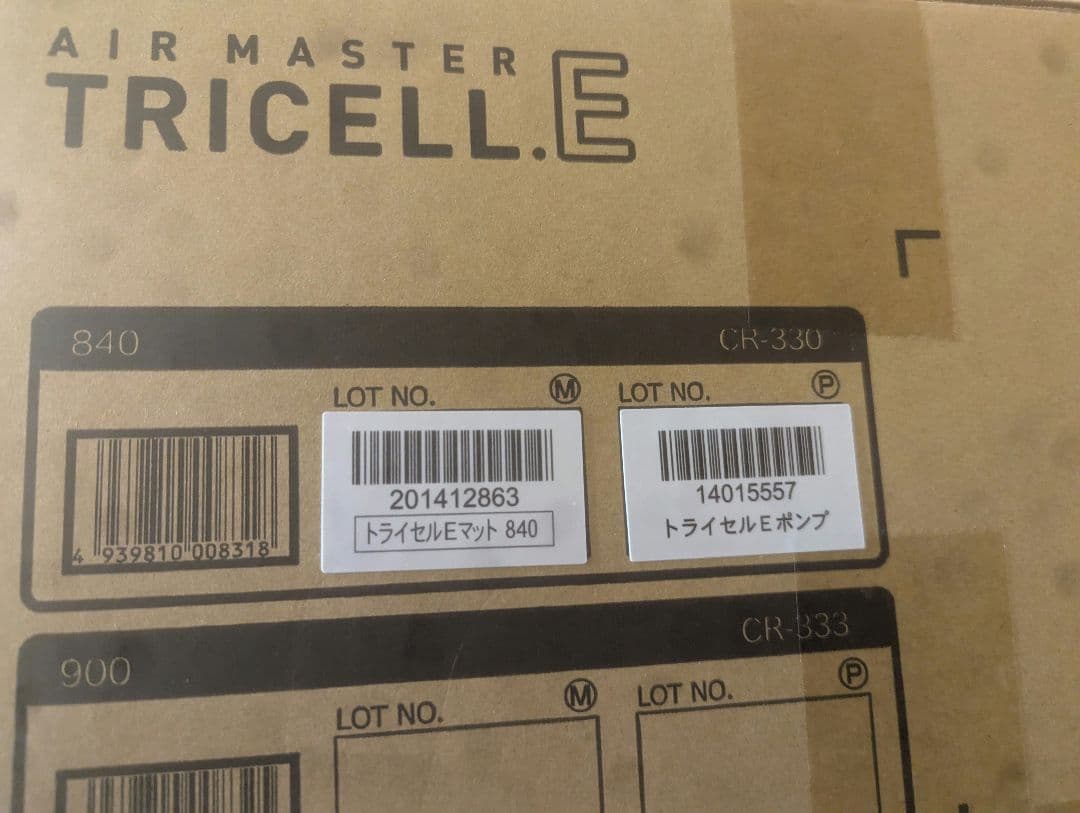 AIR MASTER
TRICELL.E
840 CR-330
LOT NO. Ⓜ LOT NO. Ⓟ
4 939810 008318
201412863
トライセルEマット 840
14015557
トライセルEポンプ
900 CR-333
LOT NO. Ⓜ LOT NO. Ⓟ